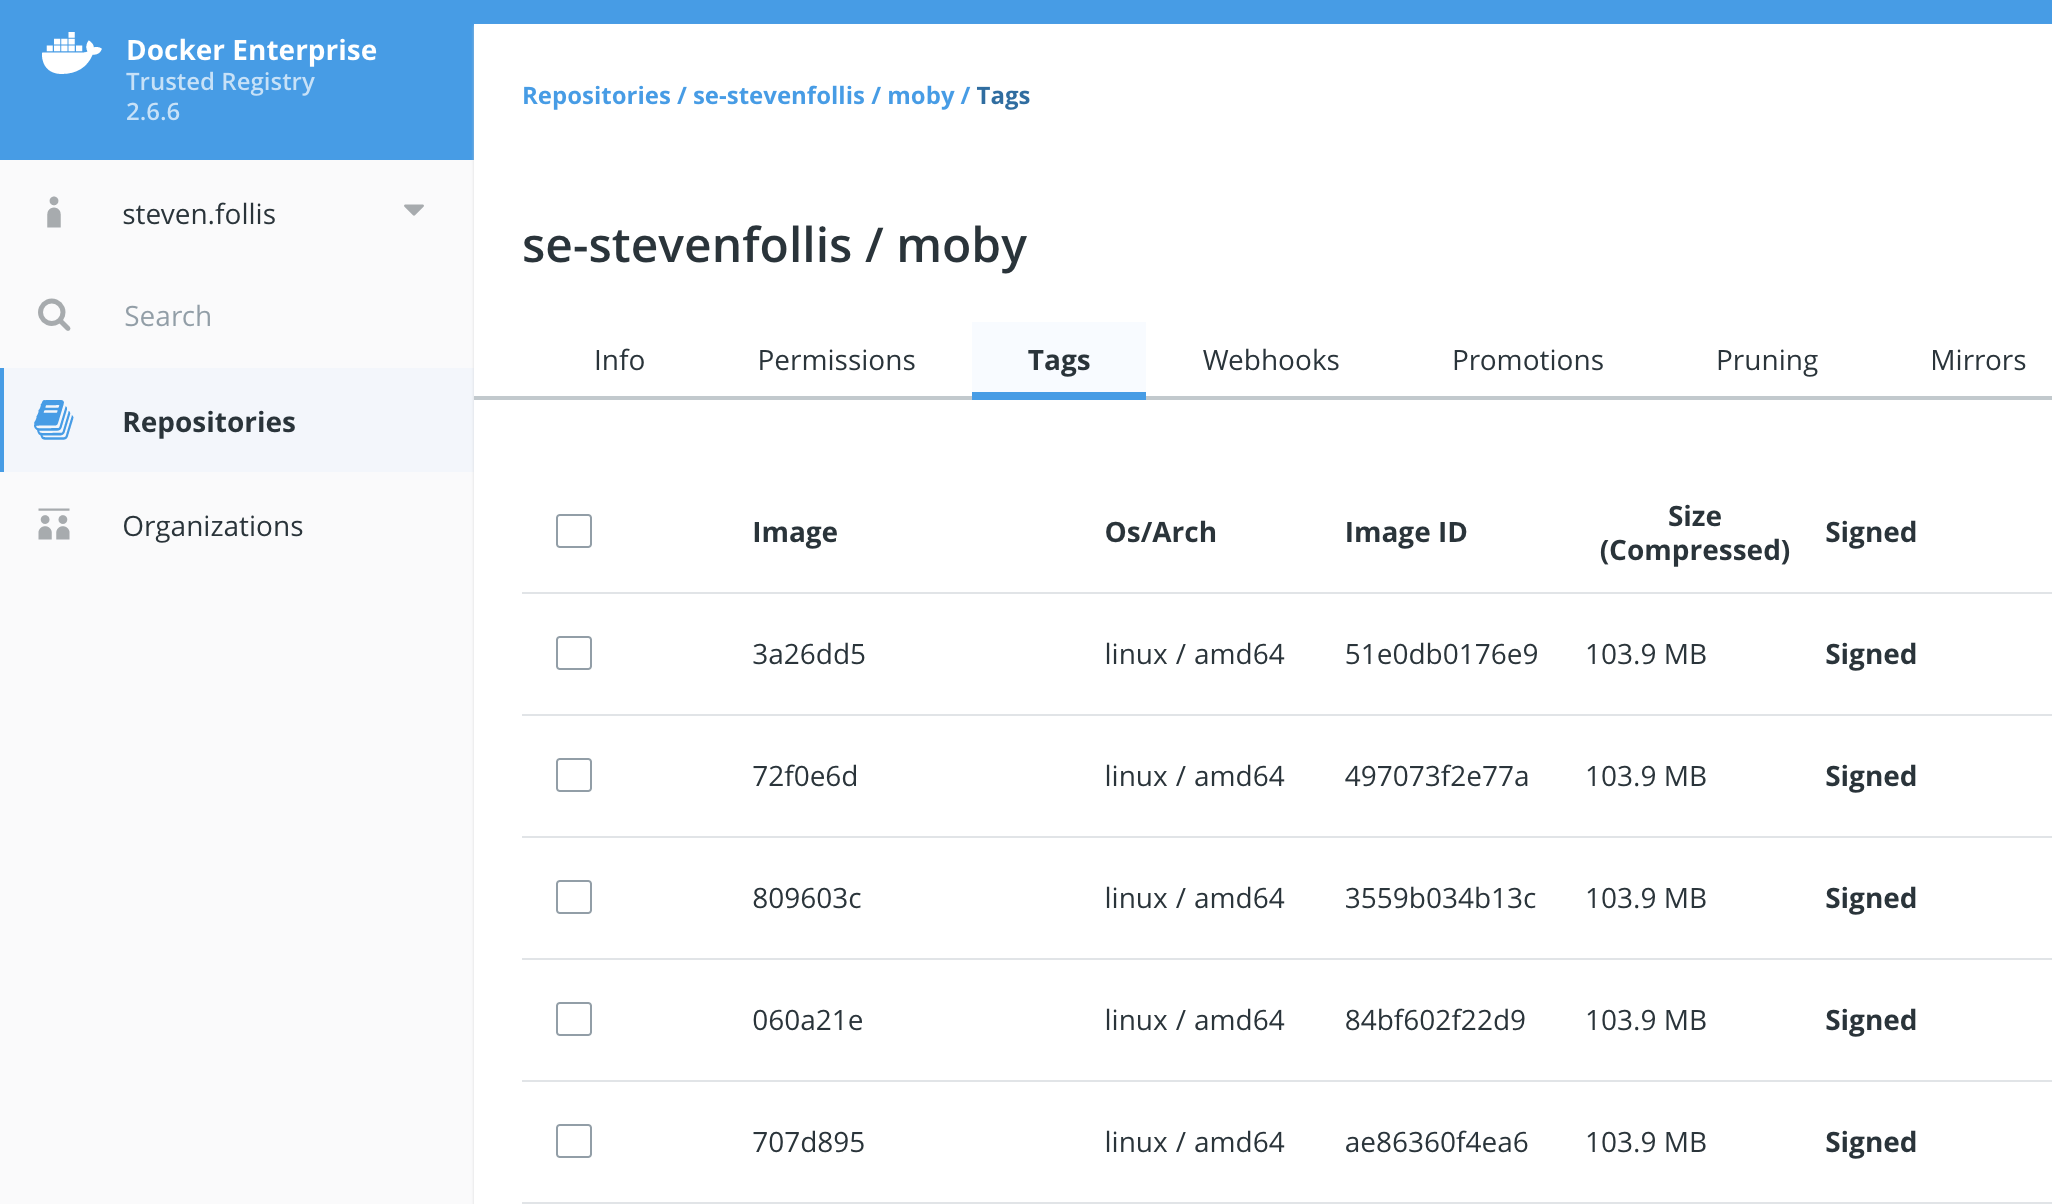 Docker Enterprise
Trusted Registry
2.6.6
steven.follis
Search
Repositories
Organizations
Repositories / se-stevenfollis / moby / Tags
se-stevenfollis / moby
Info Permissions Tags Webhooks Promotions Pruning Mirrors
Image Os/Arch Image ID Size (Compressed) Signed
3a26dd5 linux / amd64 51e0db0176e9 103.9 MB Signed
72f0e6d linux / amd64 497073f2e77a 103.9 MB Signed
809603c linux / amd64 3559b034b13c 103.9 MB Signed
060a21e linux / amd64 84bf602f22d9 103.9 MB Signed
707d895 linux / amd64 ae86360f4ea6 103.9 MB Signed